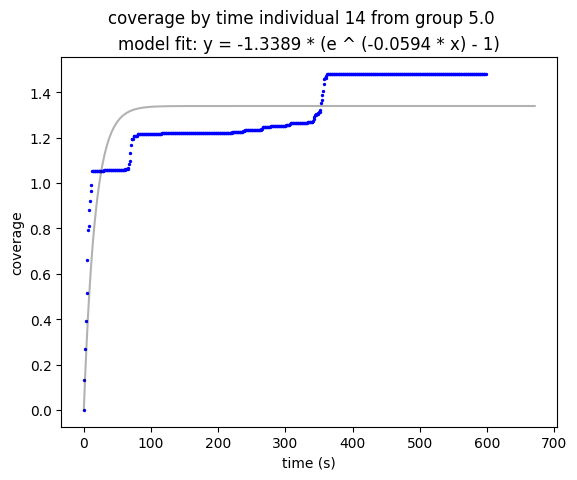 coverage by time individual 14 from group 5.0
model fit: y = -1.3389 * (e ^ (-0.0594 * x) - 1)
1.4
1.2
1.0
0.8
0.6
0.4
0.2
0.0
coverage
0 100 200 300 400 500 600 700
time (s)